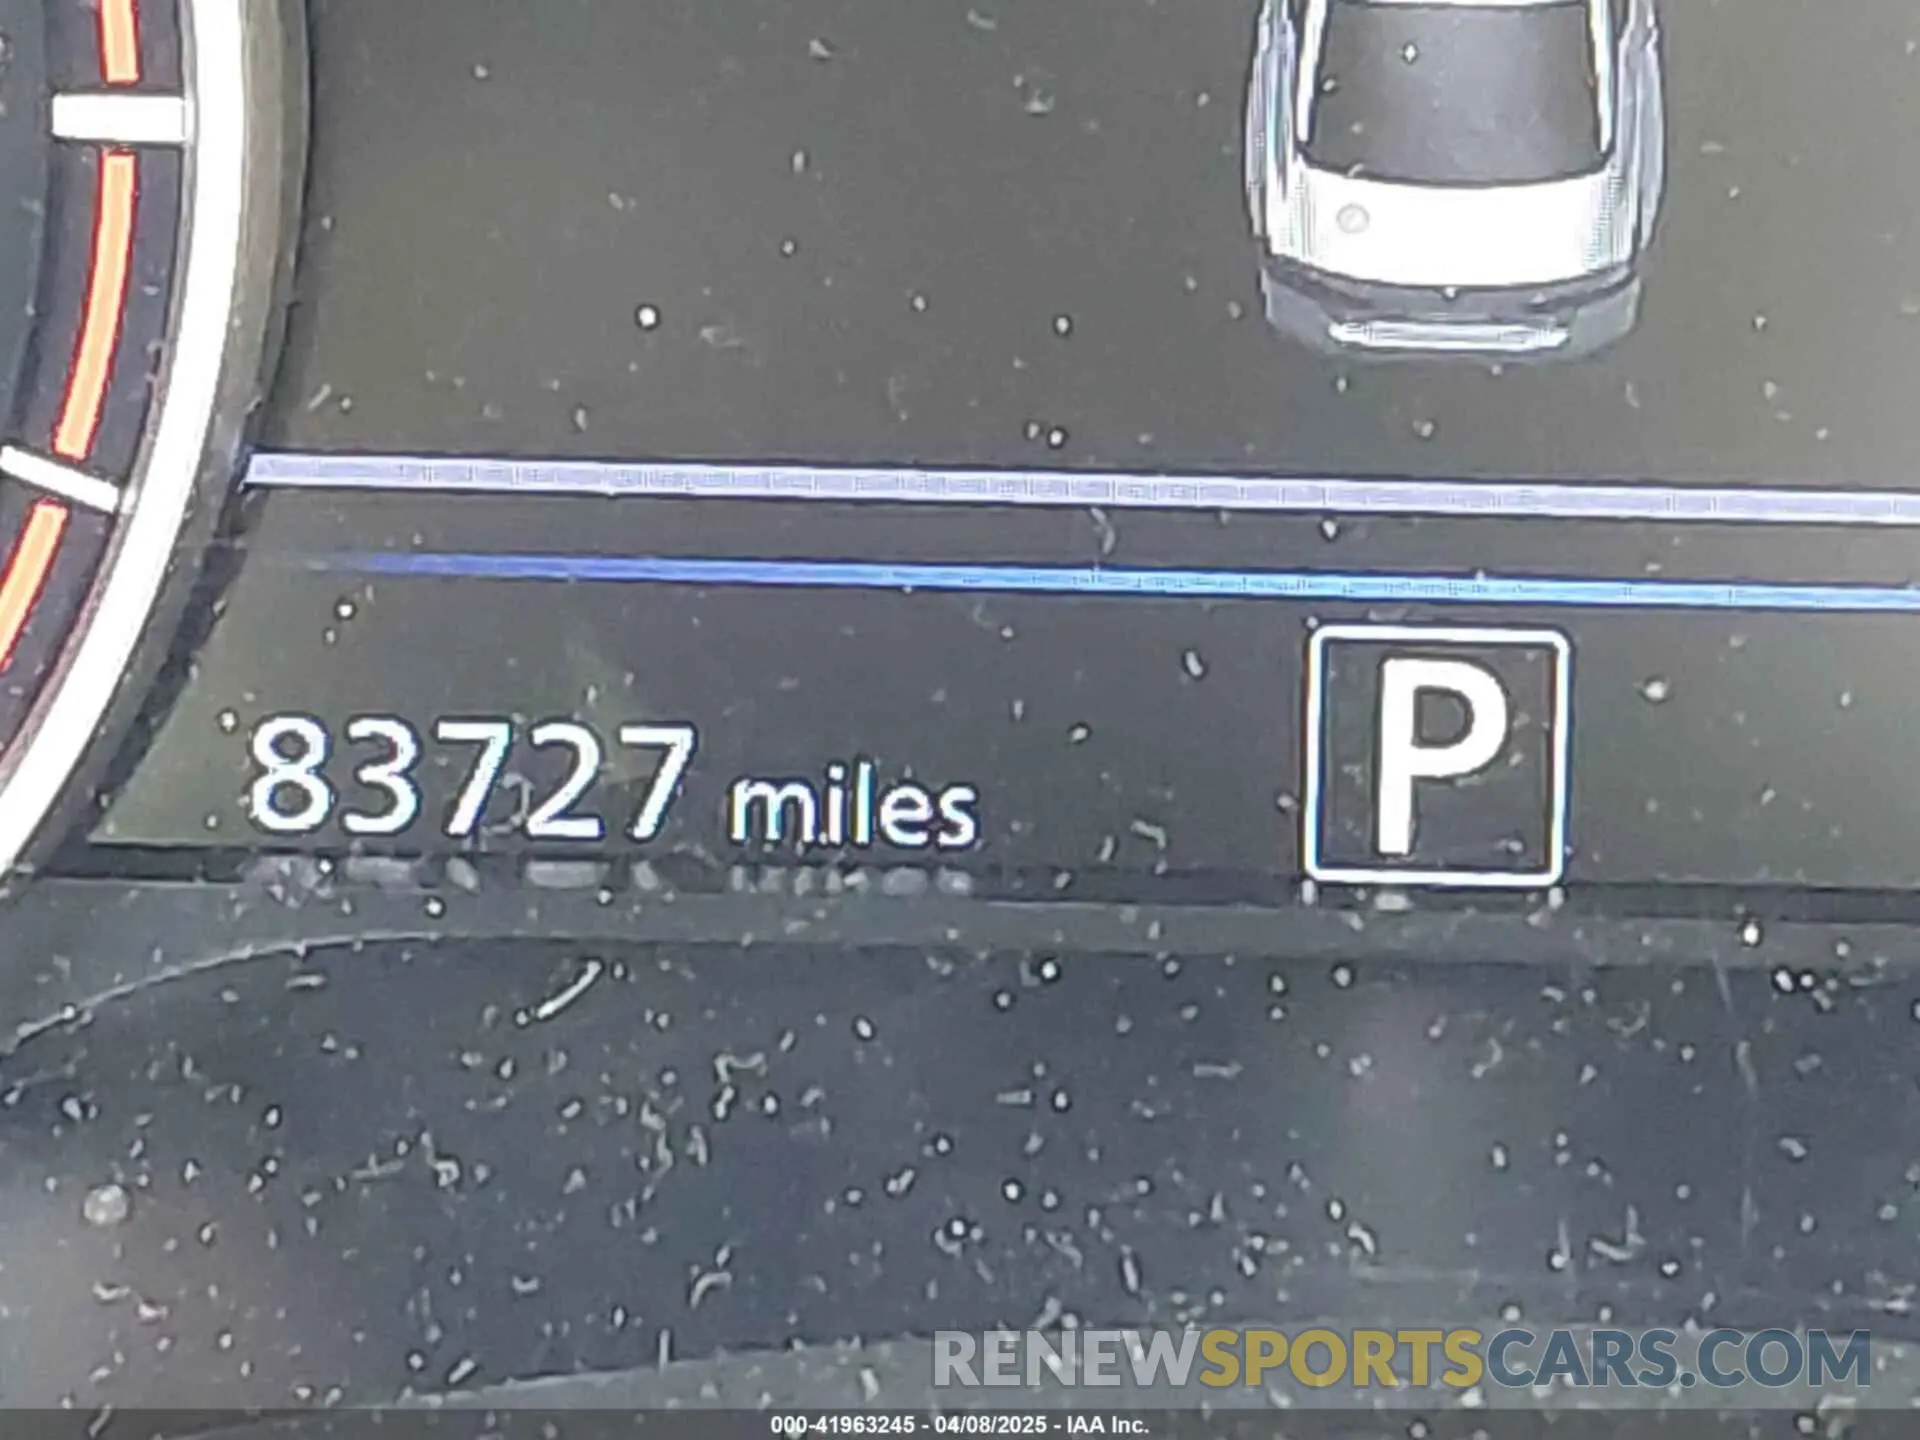 83727 miles
P
RENEWSPORTSCARS.COM
000-41963245 - 04/08/2025 - IAA Inc.